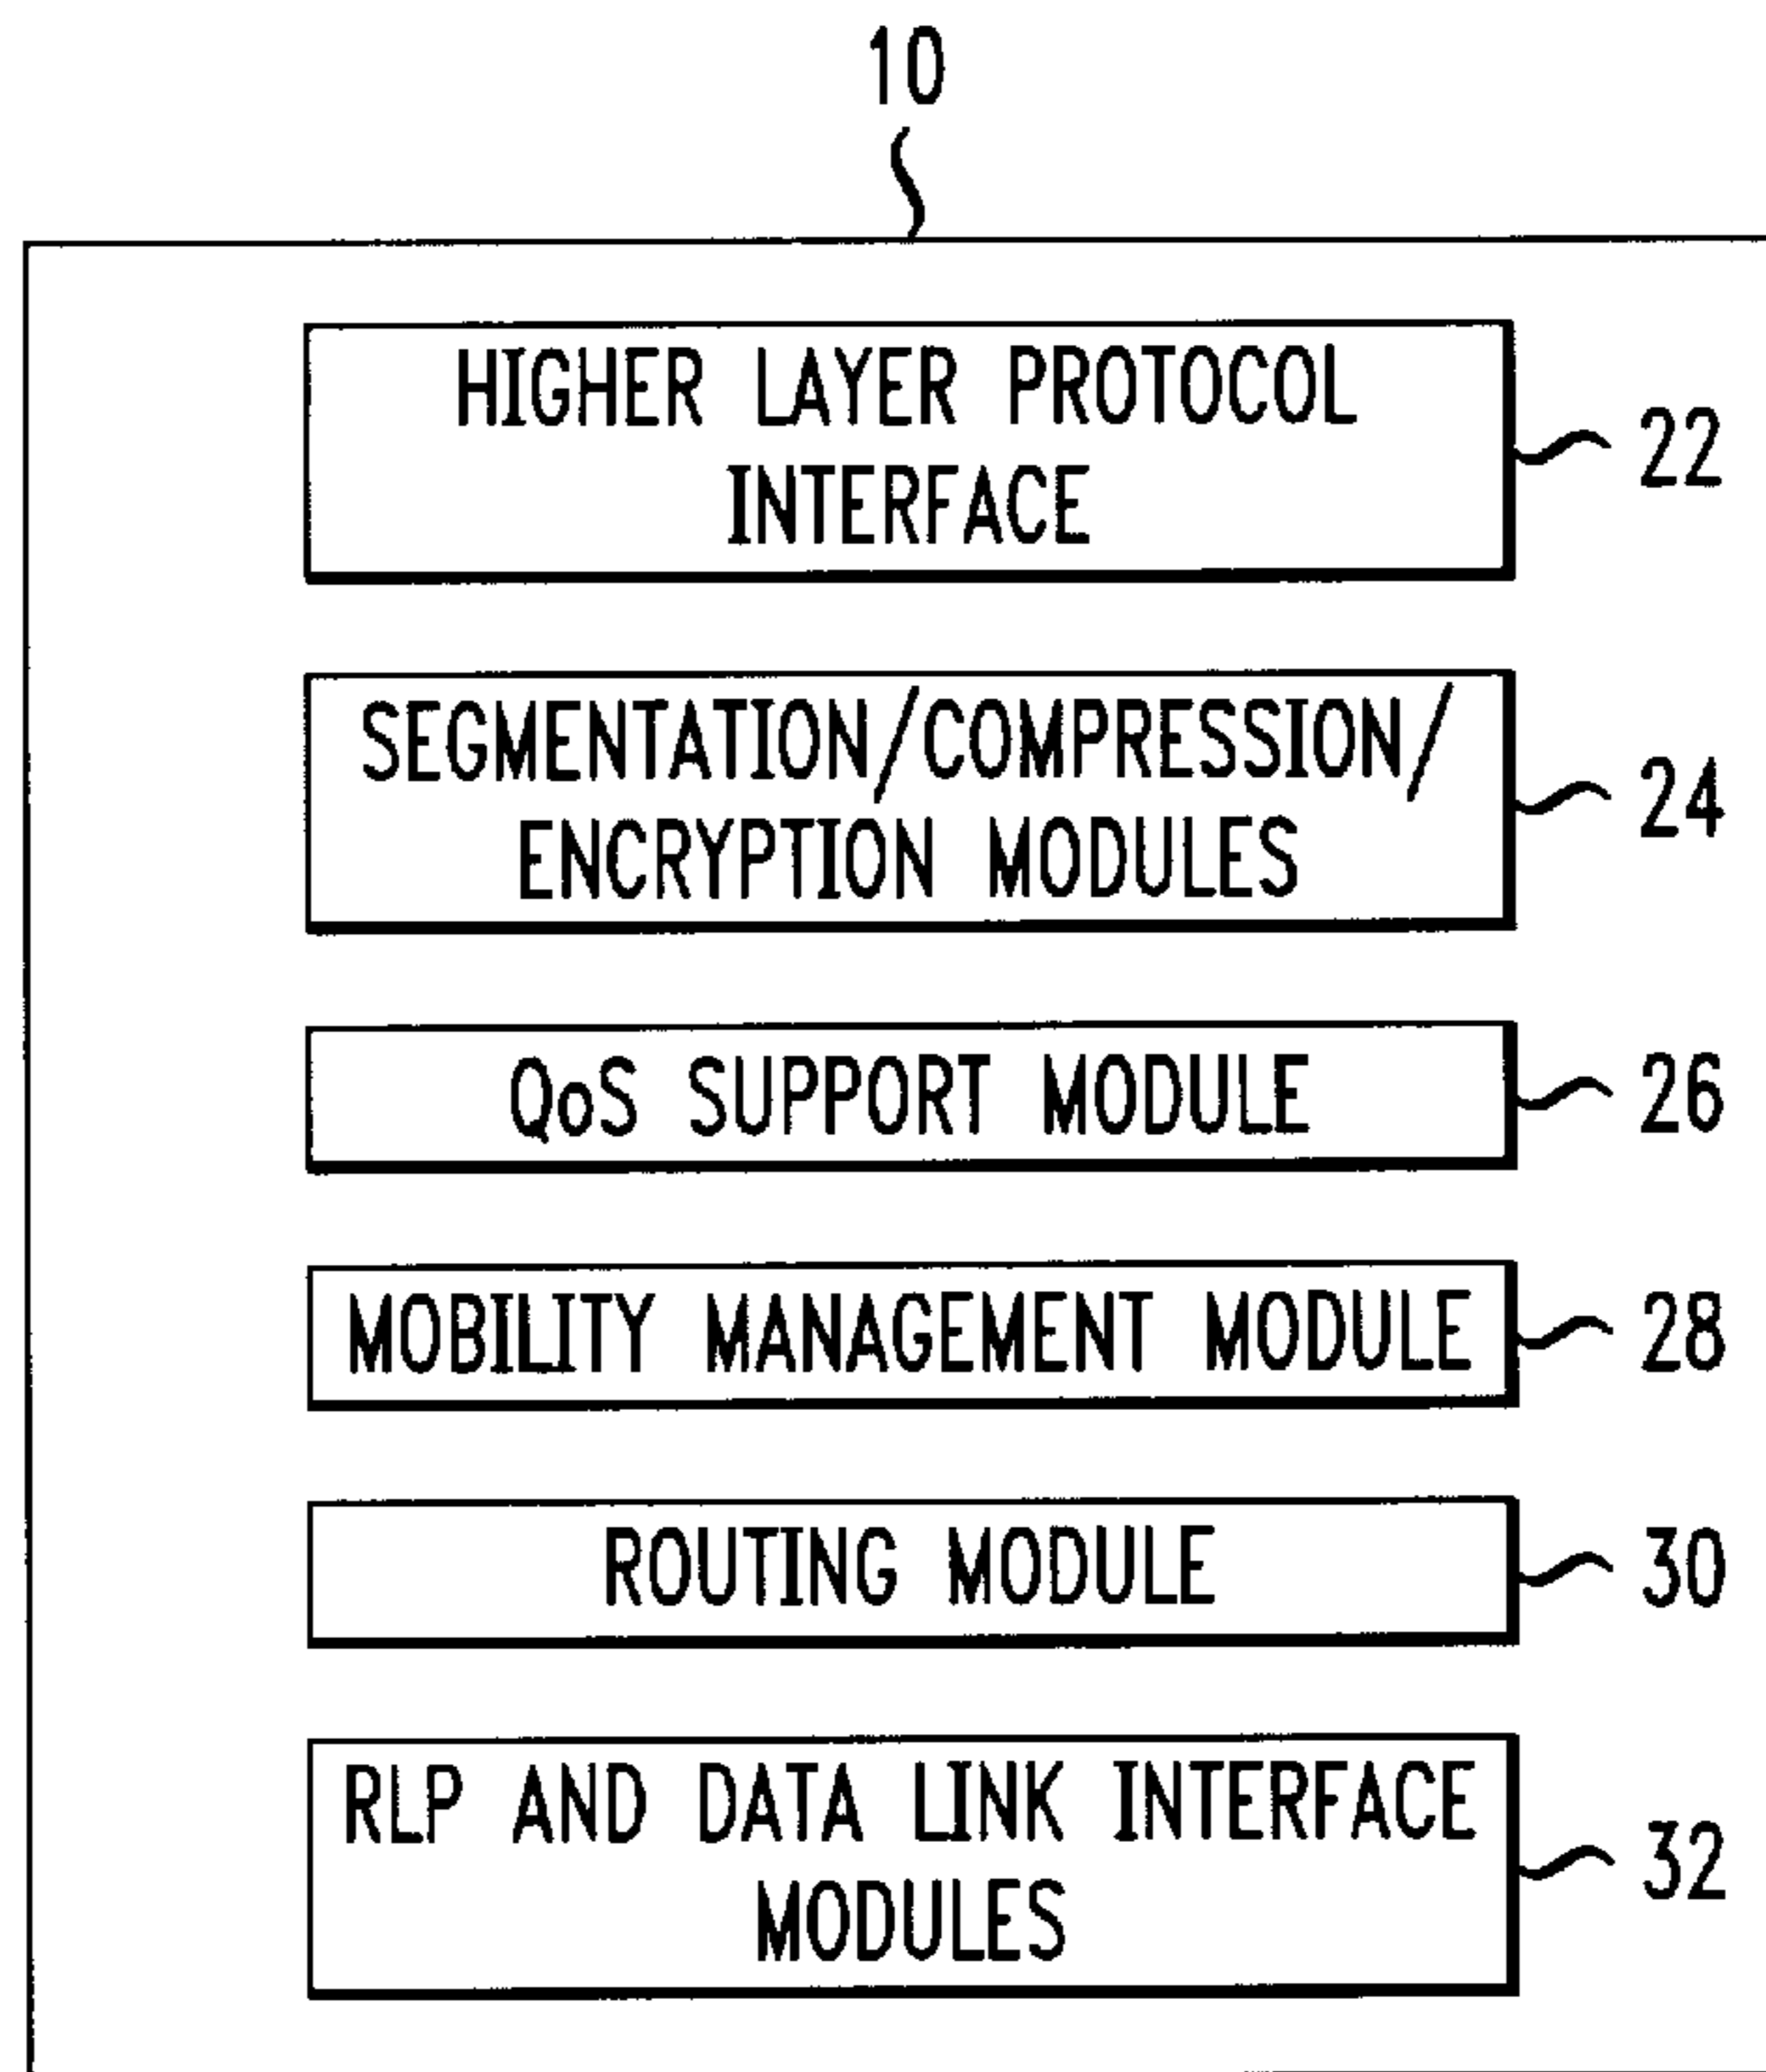 10
HIGHER LAYER PROTOCOL
INTERFACE
22
SEGMENTATION/COMPRESSION/
ENCRYPTION MODULES
24
QoS SUPPORT MODULE
26
MOBILITY MANAGEMENT MODULE
28
ROUTING MODULE
30
RLP AND DATA LINK INTERFACE
MODULES
32